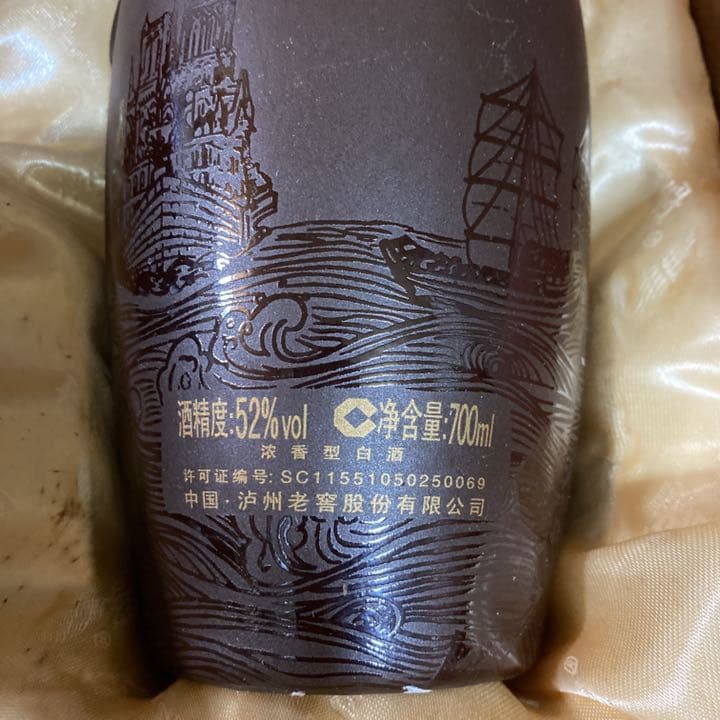 酒精度:52%vol 净含量:700ml
浓香型白酒
许可证编号: SC11551050250069
中国·泸州老窖股份有限公司